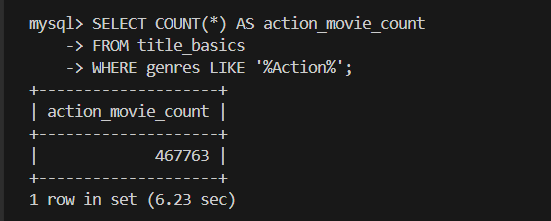 mysql> SELECT COUNT(*) AS action_movie_count
    -> FROM title_basics
    -> WHERE genres LIKE '%Action%';
+--------------------+
| action_movie_count |
+--------------------+
|             467763 |
+--------------------+
1 row in set (6.23 sec)